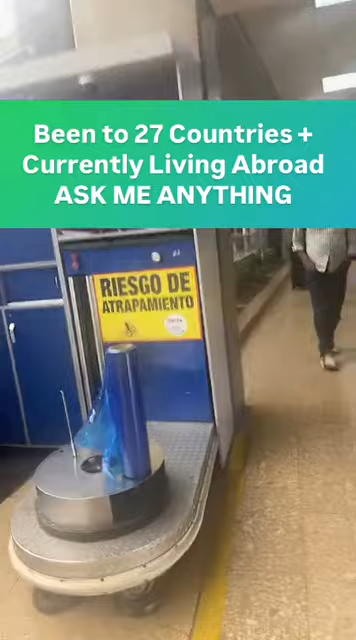 Been to 27 Countries +
Currently Living Abroad
ASK ME ANYTHING
RIESGO DE
ATRAPAMIENTO